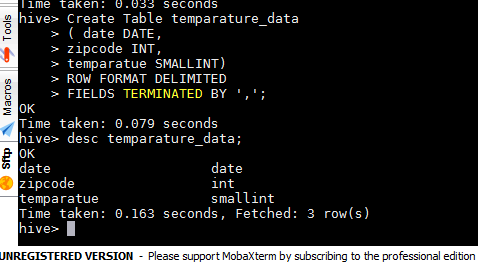 Time taken: 0.033 seconds
hive> Create Table temparature_data
> ( date DATE,
> zipcode INT,
> temparatue SMALLINT)
> ROW FORMAT DELIMITED
> FIELDS TERMINATED BY ',';
OK
Time taken: 0.079 seconds
hive> desc temparature_data;
OK
date date
zipcode int
temparatue smallint
Time taken: 0.163 seconds, Fetched: 3 row(s)
hive>
Tools
Macros
Sftp
UNREGISTERED VERSION - Please support MobaXterm by subscribing to the professional edition